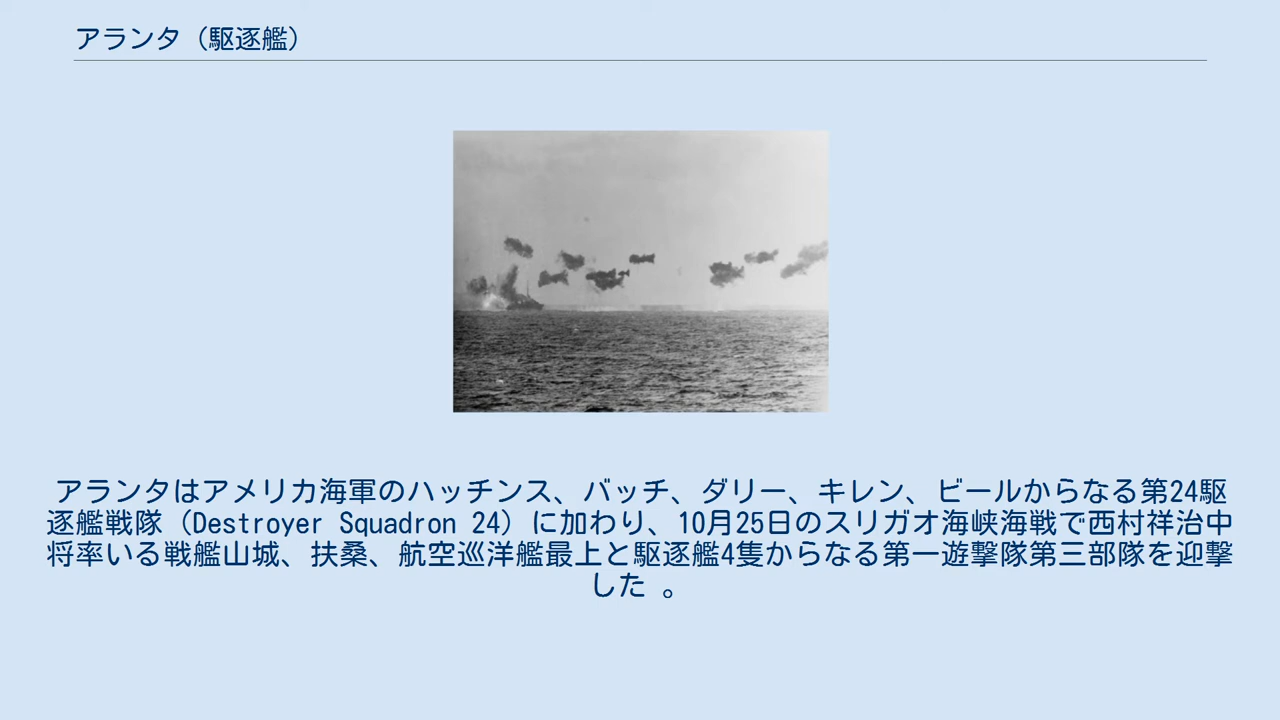 アランタ（駆逐艦）
アランタはアメリカ海軍のハッチンス、バッチ、ダリー、キレン、ビールからなる第24駆
逐艦戦隊（Destroyer Squadron 24）に加わり、10月25日のスリガオ海峡海戦で西村祥治中
将率いる戦艦山城、扶桑、航空巡洋艦最上と駆逐艦4隻からなる第一遊撃隊第三部隊を迎撃
した 。